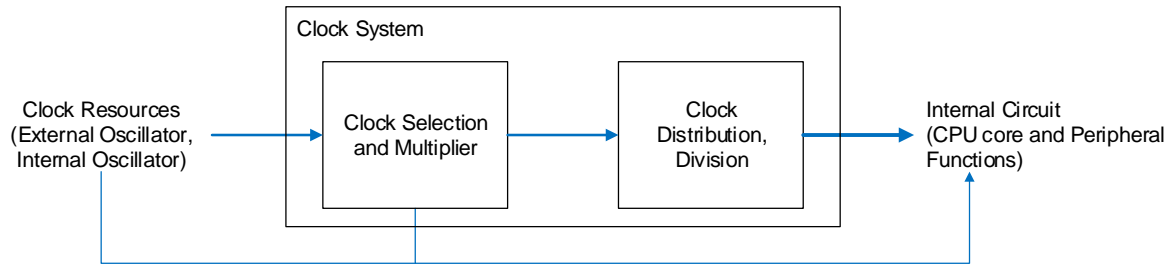 Clock System
Clock Resources
(External Oscillator,
Internal Oscillator)
Clock Selection
and Multiplier
Clock
Distribution,
Division
Internal Circuit
(CPU core and Peripheral
Functions)